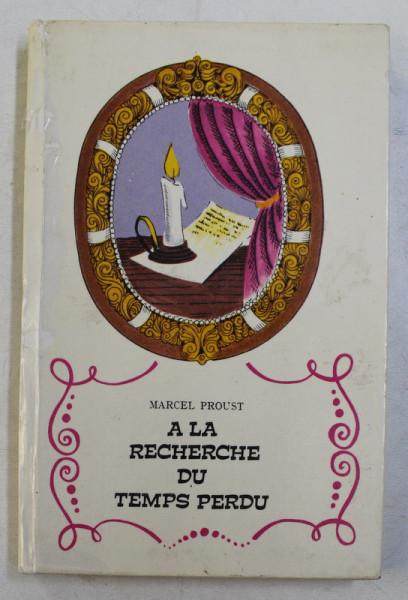 MARCEL PROUST
A LA
RECHERCHE
DU
TEMPS PERDU